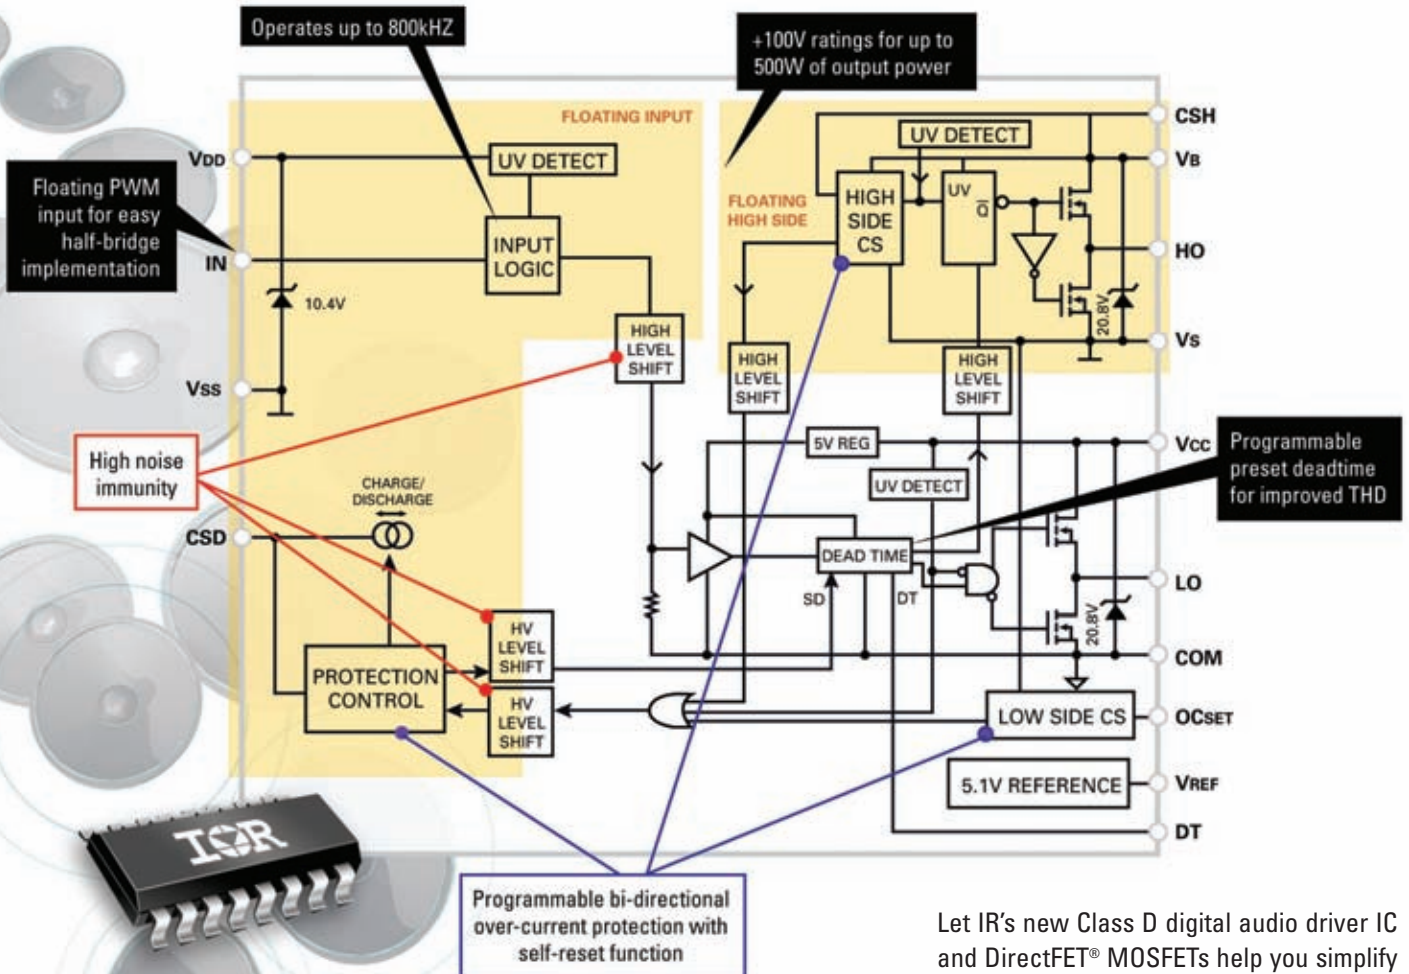 Operates up to 800kHZ
+100V ratings for up to
500W of output power
FLOATING INPUT
CSH
UV DETECT
VDD
UV DETECT
VB
Floating PWM
input for easy
half-bridge
implementation
FLOATING
HIGH SIDE
HIGH
SIDE
CS
UV
Q̅
INPUT
LOGIC
HO
IN
10.4V
20.8V
HIGH
LEVEL
SHIFT
VS
HIGH
LEVEL
SHIFT
HIGH
LEVEL
SHIFT
VSS
High noise
immunity
5V REG
VCC
Programmable
preset deadtime
for improved THD
CHARGE/
DISCHARGE
UV DETECT
CSD
DEAD TIME
SD
DT
LO
20.8V
HV
LEVEL
SHIFT
COM
PROTECTION
CONTROL
HV
LEVEL
SHIFT
LOW SIDE CS
OCSET
5.1V REFERENCE
VREF
DT
IOR
Programmable bi-directional
over-current protection with
self-reset function
Let IR's new Class D digital audio driver IC
and DirectFET® MOSFETs help you simplify